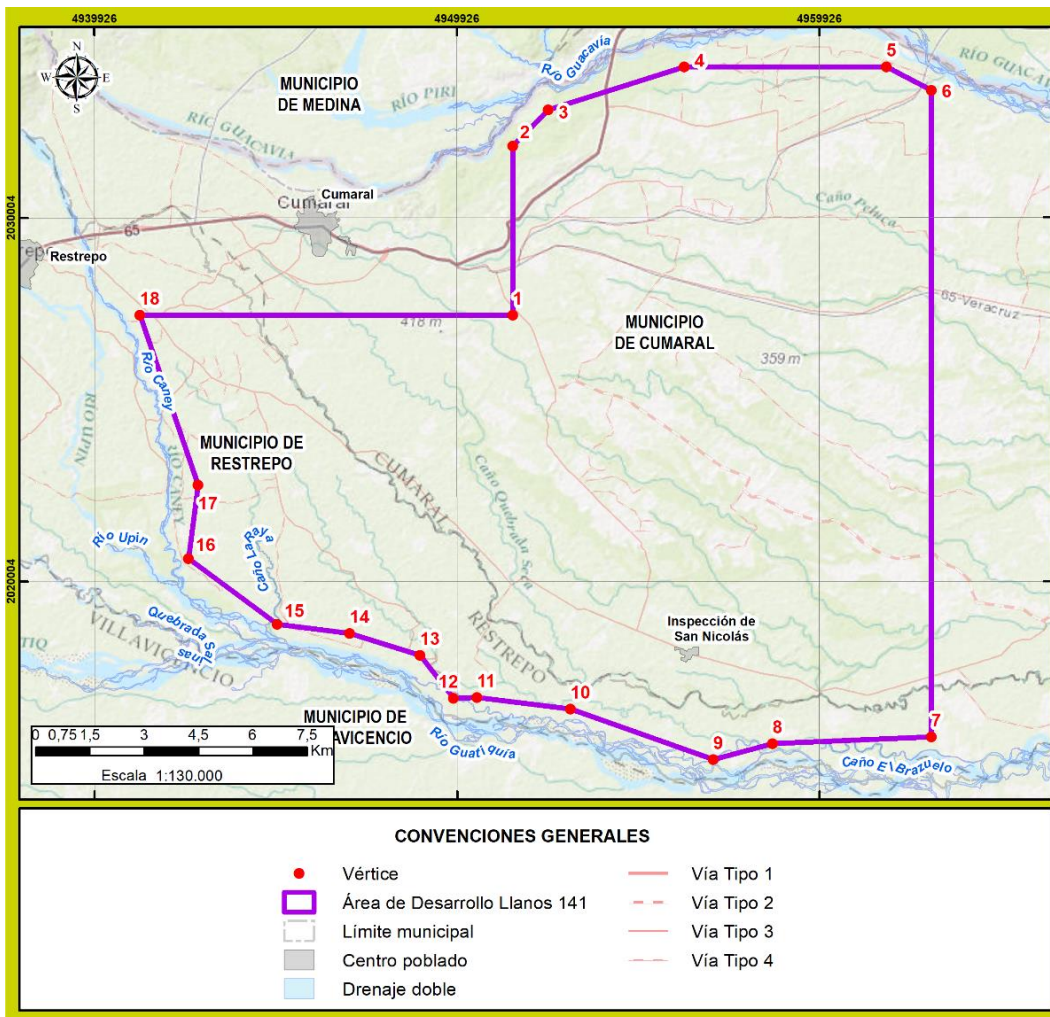 4939926
4949926
4959926
2030004
2020004
N
W
E
S
MUNICIPIO
DE MEDINA
RÍO PIRI
RÍO GUACAVIA
Río Guacavía
RÍO GUACAV
Cumaral
Cumaral
65
Restrepo
trepo
1
2
3
4
5
6
7
8
9
10
11
12
13
14
15
16
17
18
418 m
359 m
Caño Peluca
65-Veracruz
MUNICIPIO
DE CUMARAL
Río Caney
RÍO CANEY
RÍO UPIN
MUNICIPIO DE
RESTREPO
CUMARAL
RESTREPO
Caño Quebrada Seca
Caño La Raya
Río Upin
Quebrada Salinas
VILLAVICENCIO
TIQ
Inspección de
San Nicolás
MUNICIPIO DE
AVICENCIO
Río Guatiquía
Caño El Brazuelo
0 0,75 1,5 3 4,5 6 7,5
Km
Escala 1:130.000
CONVENCIONES GENERALES
Vértice
Área de Desarrollo Llanos 141
Límite municipal
Centro poblado
Drenaje doble
Vía Tipo 1
Vía Tipo 2
Vía Tipo 3
Vía Tipo 4